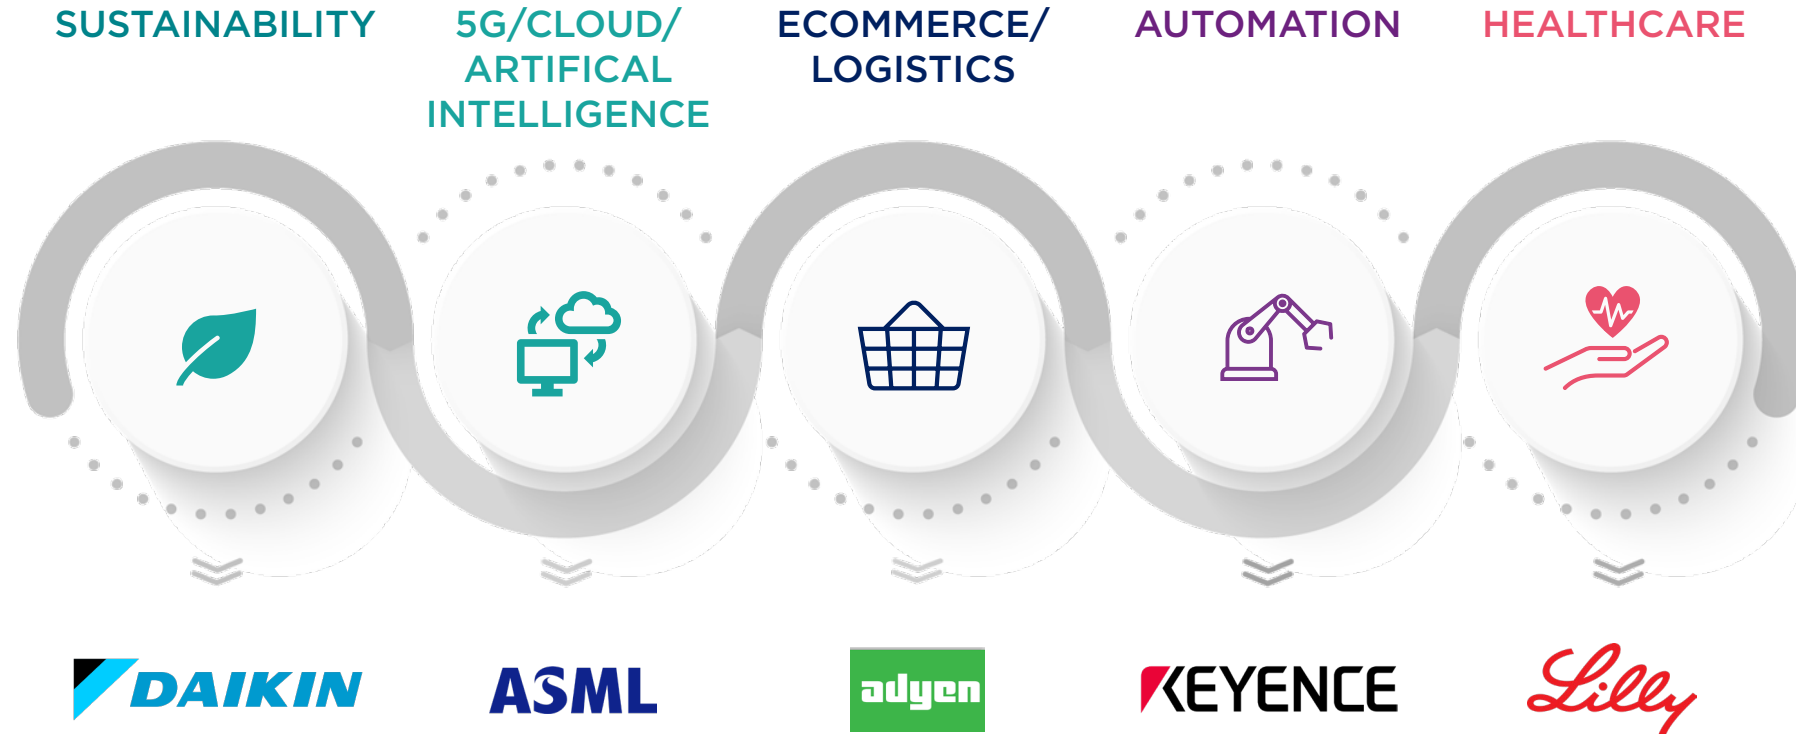 SUSTAINABILITY
5G/CLOUD/
ARTIFICAL
INTELLIGENCE
ECOMMERCE/
LOGISTICS
AUTOMATION
HEALTHCARE
DAIKIN
ASML
adyen
KEYENCE
Lilly